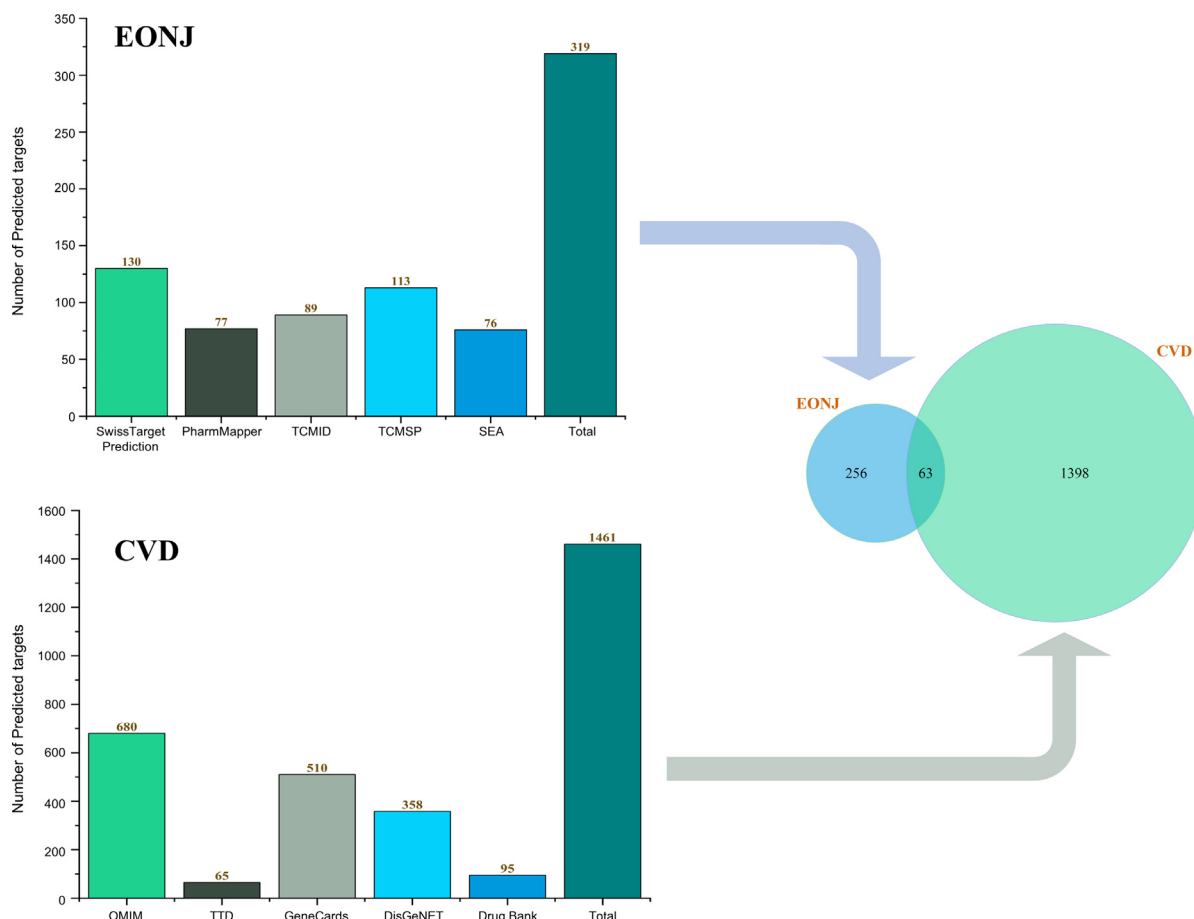 EONJ
Number of Predicted targets
350
300
250
200
150
100
50
0
130
77
89
113
76
319
SwissTarget
Prediction
PharmMapper
TCMID
TCMSP
SEA
Total
CVD
EONJ
256
63
1398
CVD
Number of Predicted targets
1600
1400
1200
1000
800
600
400
200
0
680
65
510
358
95
1461
OMIM
TTD
GeneCards
DisGeNET
Drug Bank
Total